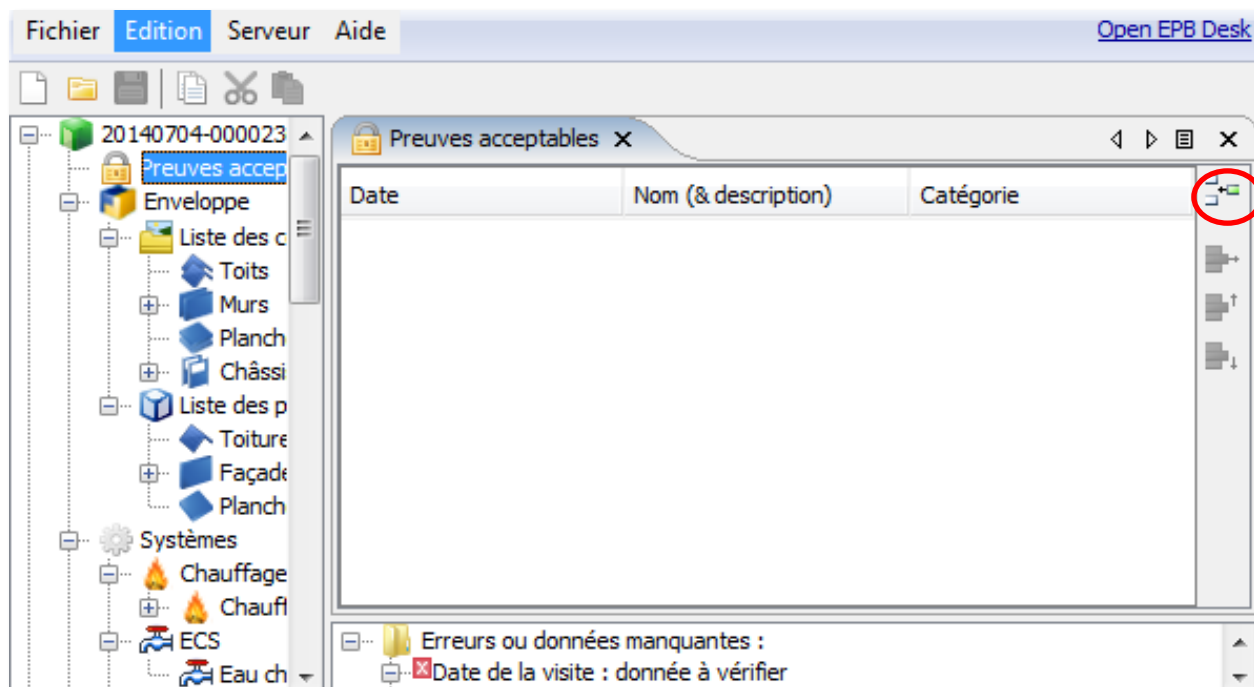 Fichier Edition Serveur Aide
Open EPB Desk
20140704-000023
Preuves accep
Enveloppe
Liste des c
Toits
Murs
Planch
Châssi
Liste des p
Toiture
Façade
Planch
Systèmes
Chauffage
Chauff
ECS
Eau ch
Preuves acceptables
Date Nom (& description) Catégorie
Erreurs ou données manquantes :
Date de la visite : donnée à vérifier